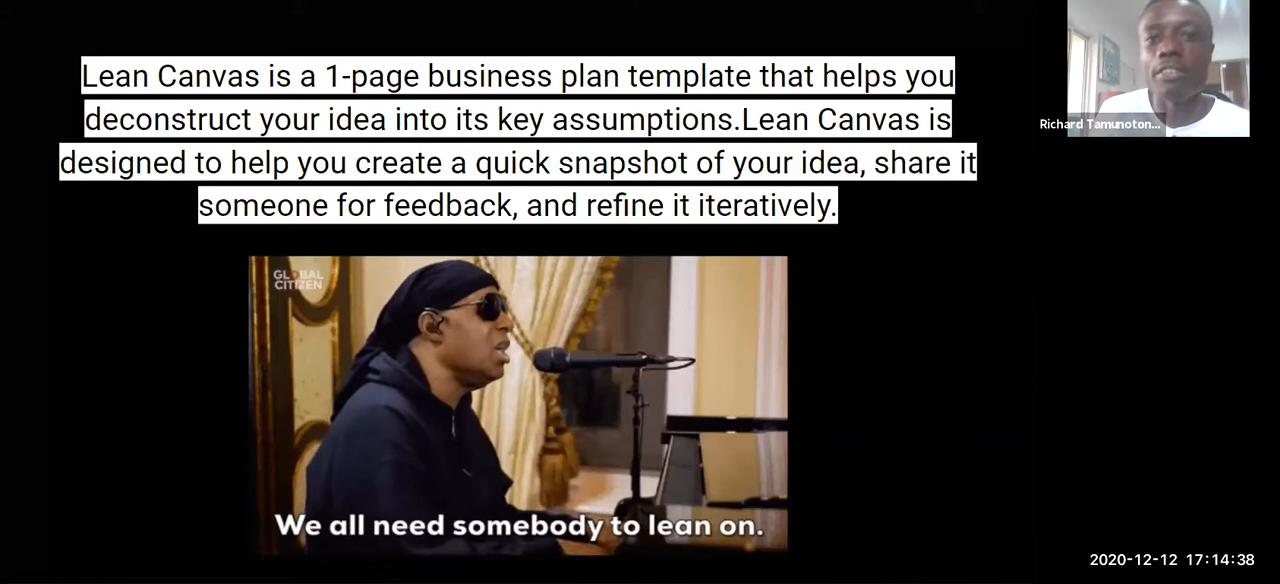 Lean Canvas is a 1-page business plan template that helps you
deconstruct your idea into its key assumptions.Lean Canvas is
designed to help you create a quick snapshot of your idea, share it
someone for feedback, and refine it iteratively.
Richard Tamunoton...
GLOBAL
CITIZEN
We all need somebody to lean on.
2020-12-12 17:14:38